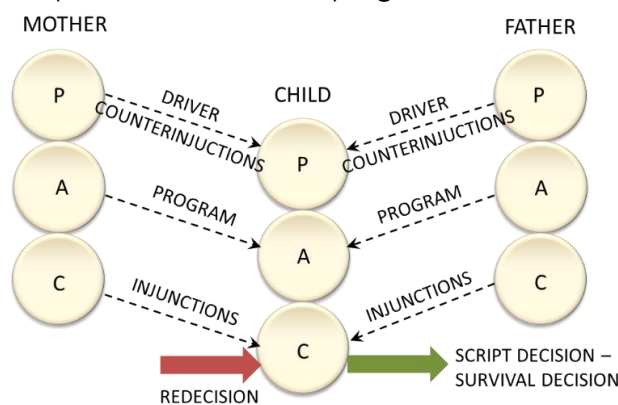 MOTHER
FATHER
CHILD
P
P
P
DRIVER
COUNTERINJUCTIONS
DRIVER
COUNTERINJUCTIONS
A
A
A
PROGRAM
PROGRAM
C
C
C
INJUNCTIONS
INJUNCTIONS
REDECISION
SCRIPT DECISION –
SURVIVAL DECISION